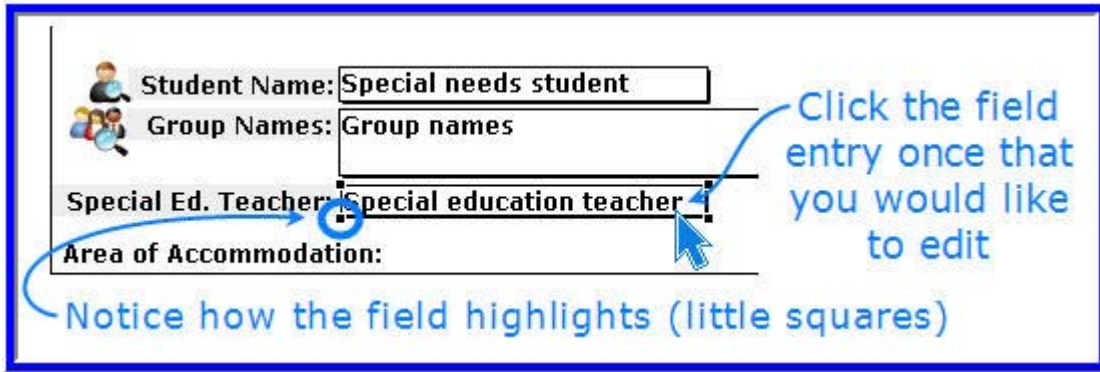 Student Name: Special needs student
Group Names: Group names
Special Ed. Teacher: Special education teacher
Area of Accommodation:
Click the field
entry once that
you would like
to edit
Notice how the field highlights (little squares)